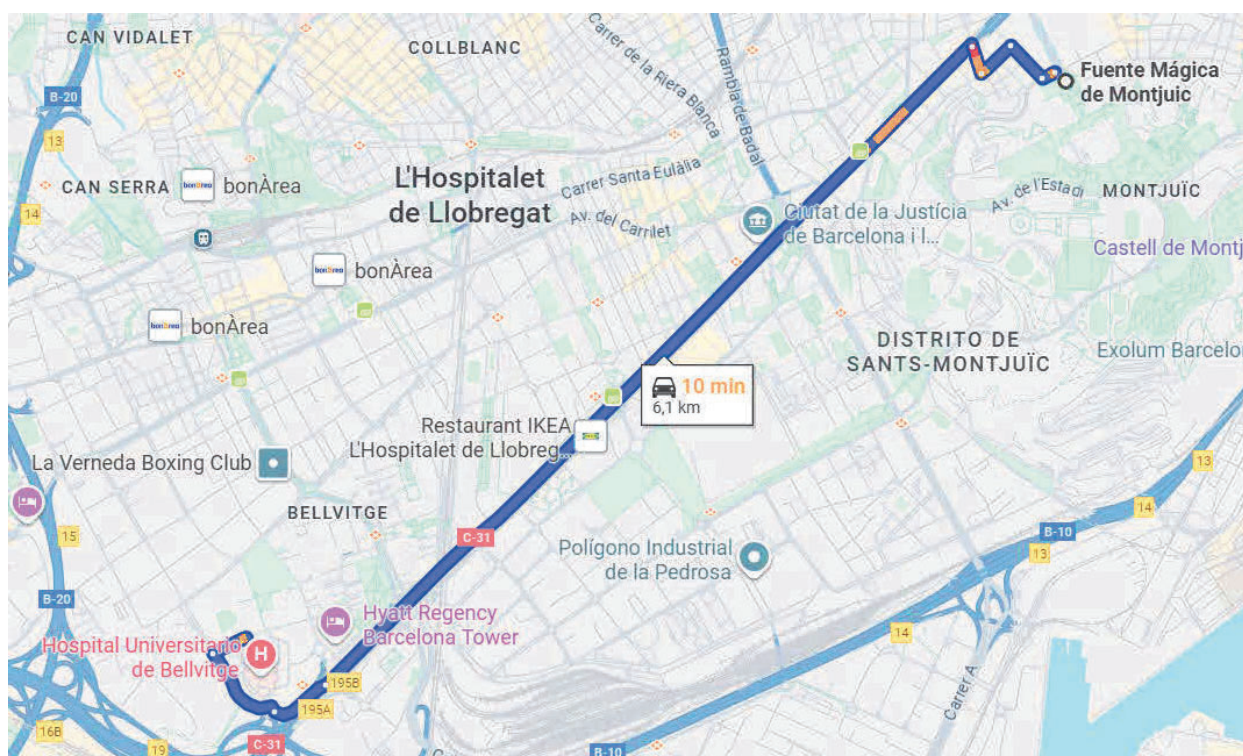 CAN VIDALET
COLLBLANC
Carrer de la Riera Blanca
Rambla de Badal
Fuente Mágica
de Montjuic
B-20
13
CAN SERRA
bonÀrea
bonÀrea
L'Hospitalet
de Llobregat
Carrer Santa Eulàlia
Av. del Carrilet
Av. de l'Estadi
MONTJUÏC
14
Ciutat de la Justícia
de Barcelona i l...
Castell de Montj
bonÀrea
bonÀrea
bonÀrea
bonÀrea
DISTRITO DE
SANTS-MONTJUÏC
Exolum Barcelo
10 min
6,1 km
Restaurant IKEA
L'Hospitalet de Llobreg...
La Verneda Boxing Club
13
BELLVITGE
14
15
C-31
B-10
13
Polígono Industrial
de la Pedrosa
B-20
Hyatt Regency
Barcelona Tower
Hospital Universitario
de Bellvitge
H
14
195B
195A
Carrer A
16B
19
C-31
B-10